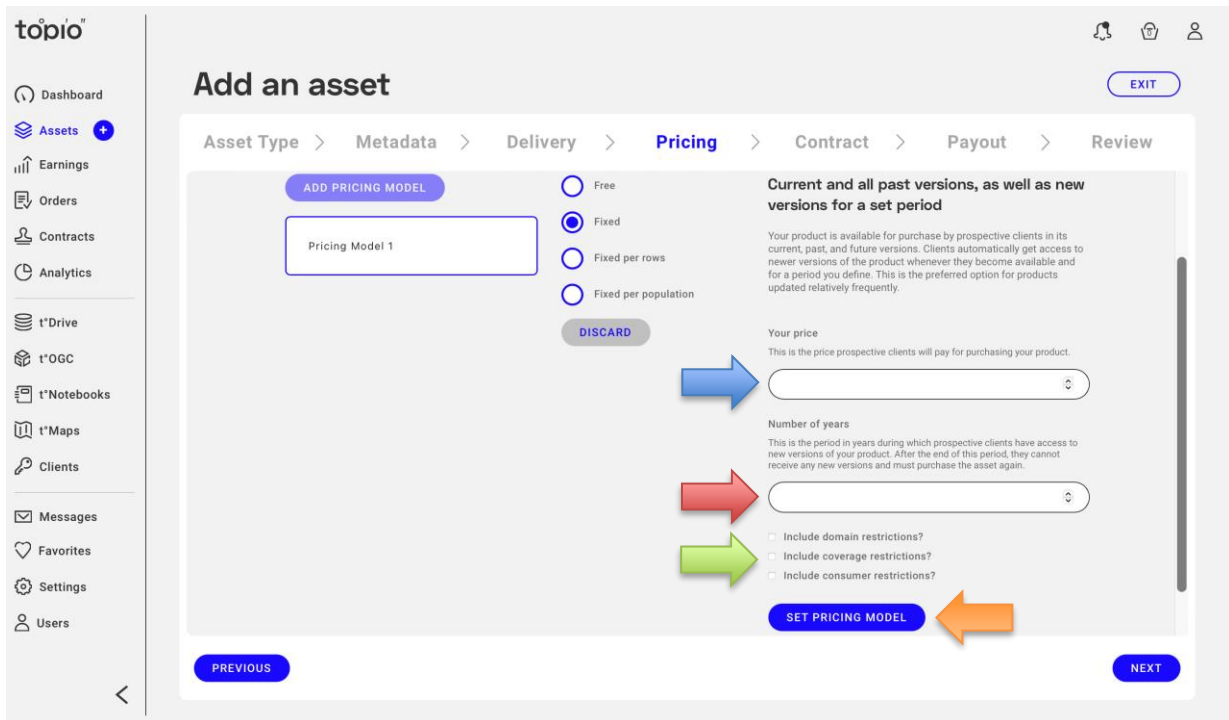 topio
Dashboard
Assets +
Earnings
Orders
Contracts
Analytics
t°Drive
t°OGC
t°Notebooks
t°Maps
Clients
Messages
Favorites
Settings
Users
0
Add an asset
EXIT
Asset Type > Metadata > Delivery > Pricing > Contract > Payout > Review
ADD PRICING MODEL
Pricing Model 1
Free
Fixed
Fixed per rows
Fixed per population
DISCARD
Current and all past versions, as well as new
versions for a set period
Your product is available for purchase by prospective clients in its
current, past, and future versions. Clients automatically get access to
newer versions of the product whenever they become available and
for a period you define. This is the preferred option for products
updated relatively frequently.
Your price
This is the price prospective clients will pay for purchasing your product.
Number of years
This is the period in years during which prospective clients have access to
new versions of your product. After the end of this period, they cannot
receive any new versions and must purchase the asset again.
Include domain restrictions?
Include coverage restrictions?
Include consumer restrictions?
SET PRICING MODEL
PREVIOUS
NEXT